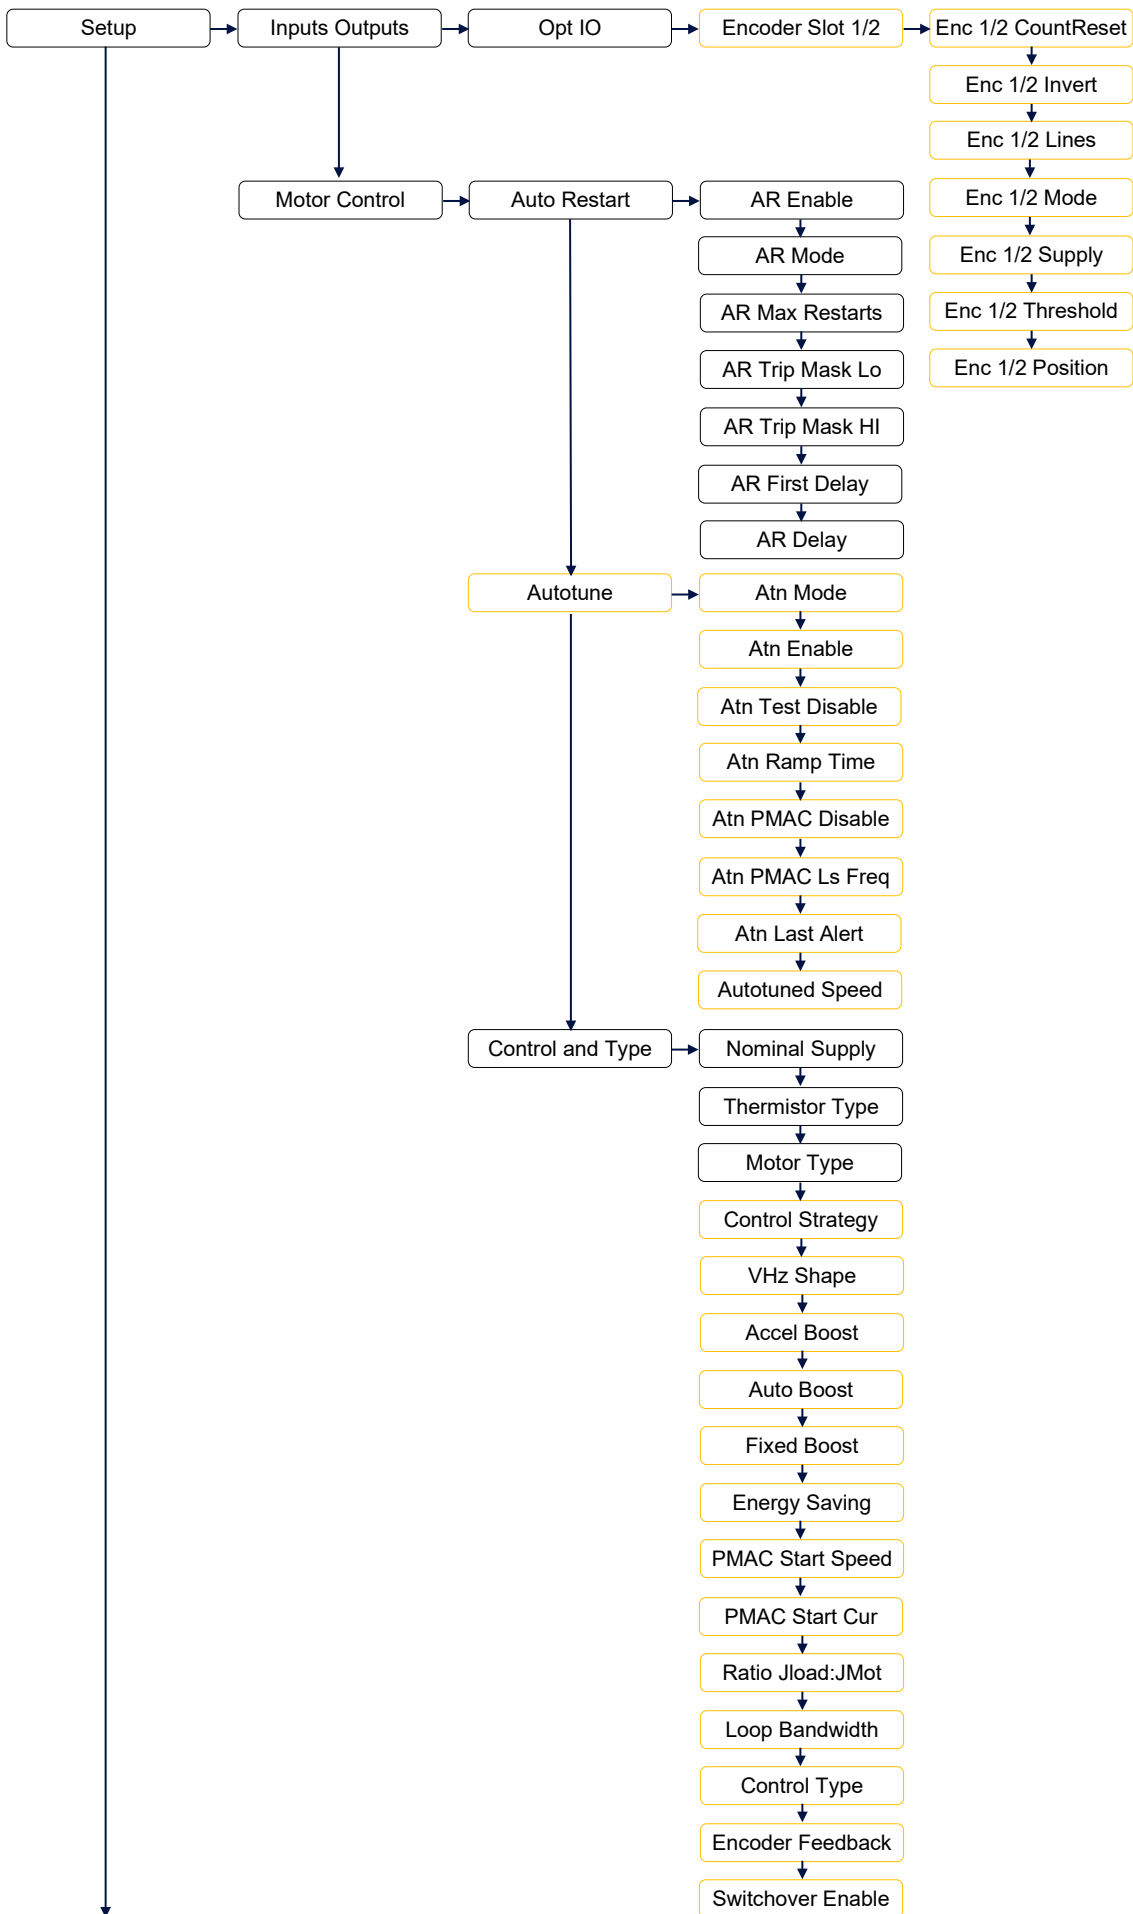 Setup
Inputs Outputs
Opt IO
Encoder Slot 1/2
Enc 1/2 CountReset
Enc 1/2 Invert
Enc 1/2 Lines
Enc 1/2 Mode
Enc 1/2 Supply
Enc 1/2 Threshold
Enc 1/2 Position
Motor Control
Auto Restart
AR Enable
AR Mode
AR Max Restarts
AR Trip Mask Lo
AR Trip Mask HI
AR First Delay
AR Delay
Autotune
Atn Mode
Atn Enable
Atn Test Disable
Atn Ramp Time
Atn PMAC Disable
Atn PMAC Ls Freq
Atn Last Alert
Autotuned Speed
Control and Type
Nominal Supply
Thermistor Type
Motor Type
Control Strategy
VHz Shape
Accel Boost
Auto Boost
Fixed Boost
Energy Saving
PMAC Start Speed
PMAC Start Cur
Ratio Jload:JMot
Loop Bandwidth
Control Type
Encoder Feedback
Switchover Enable